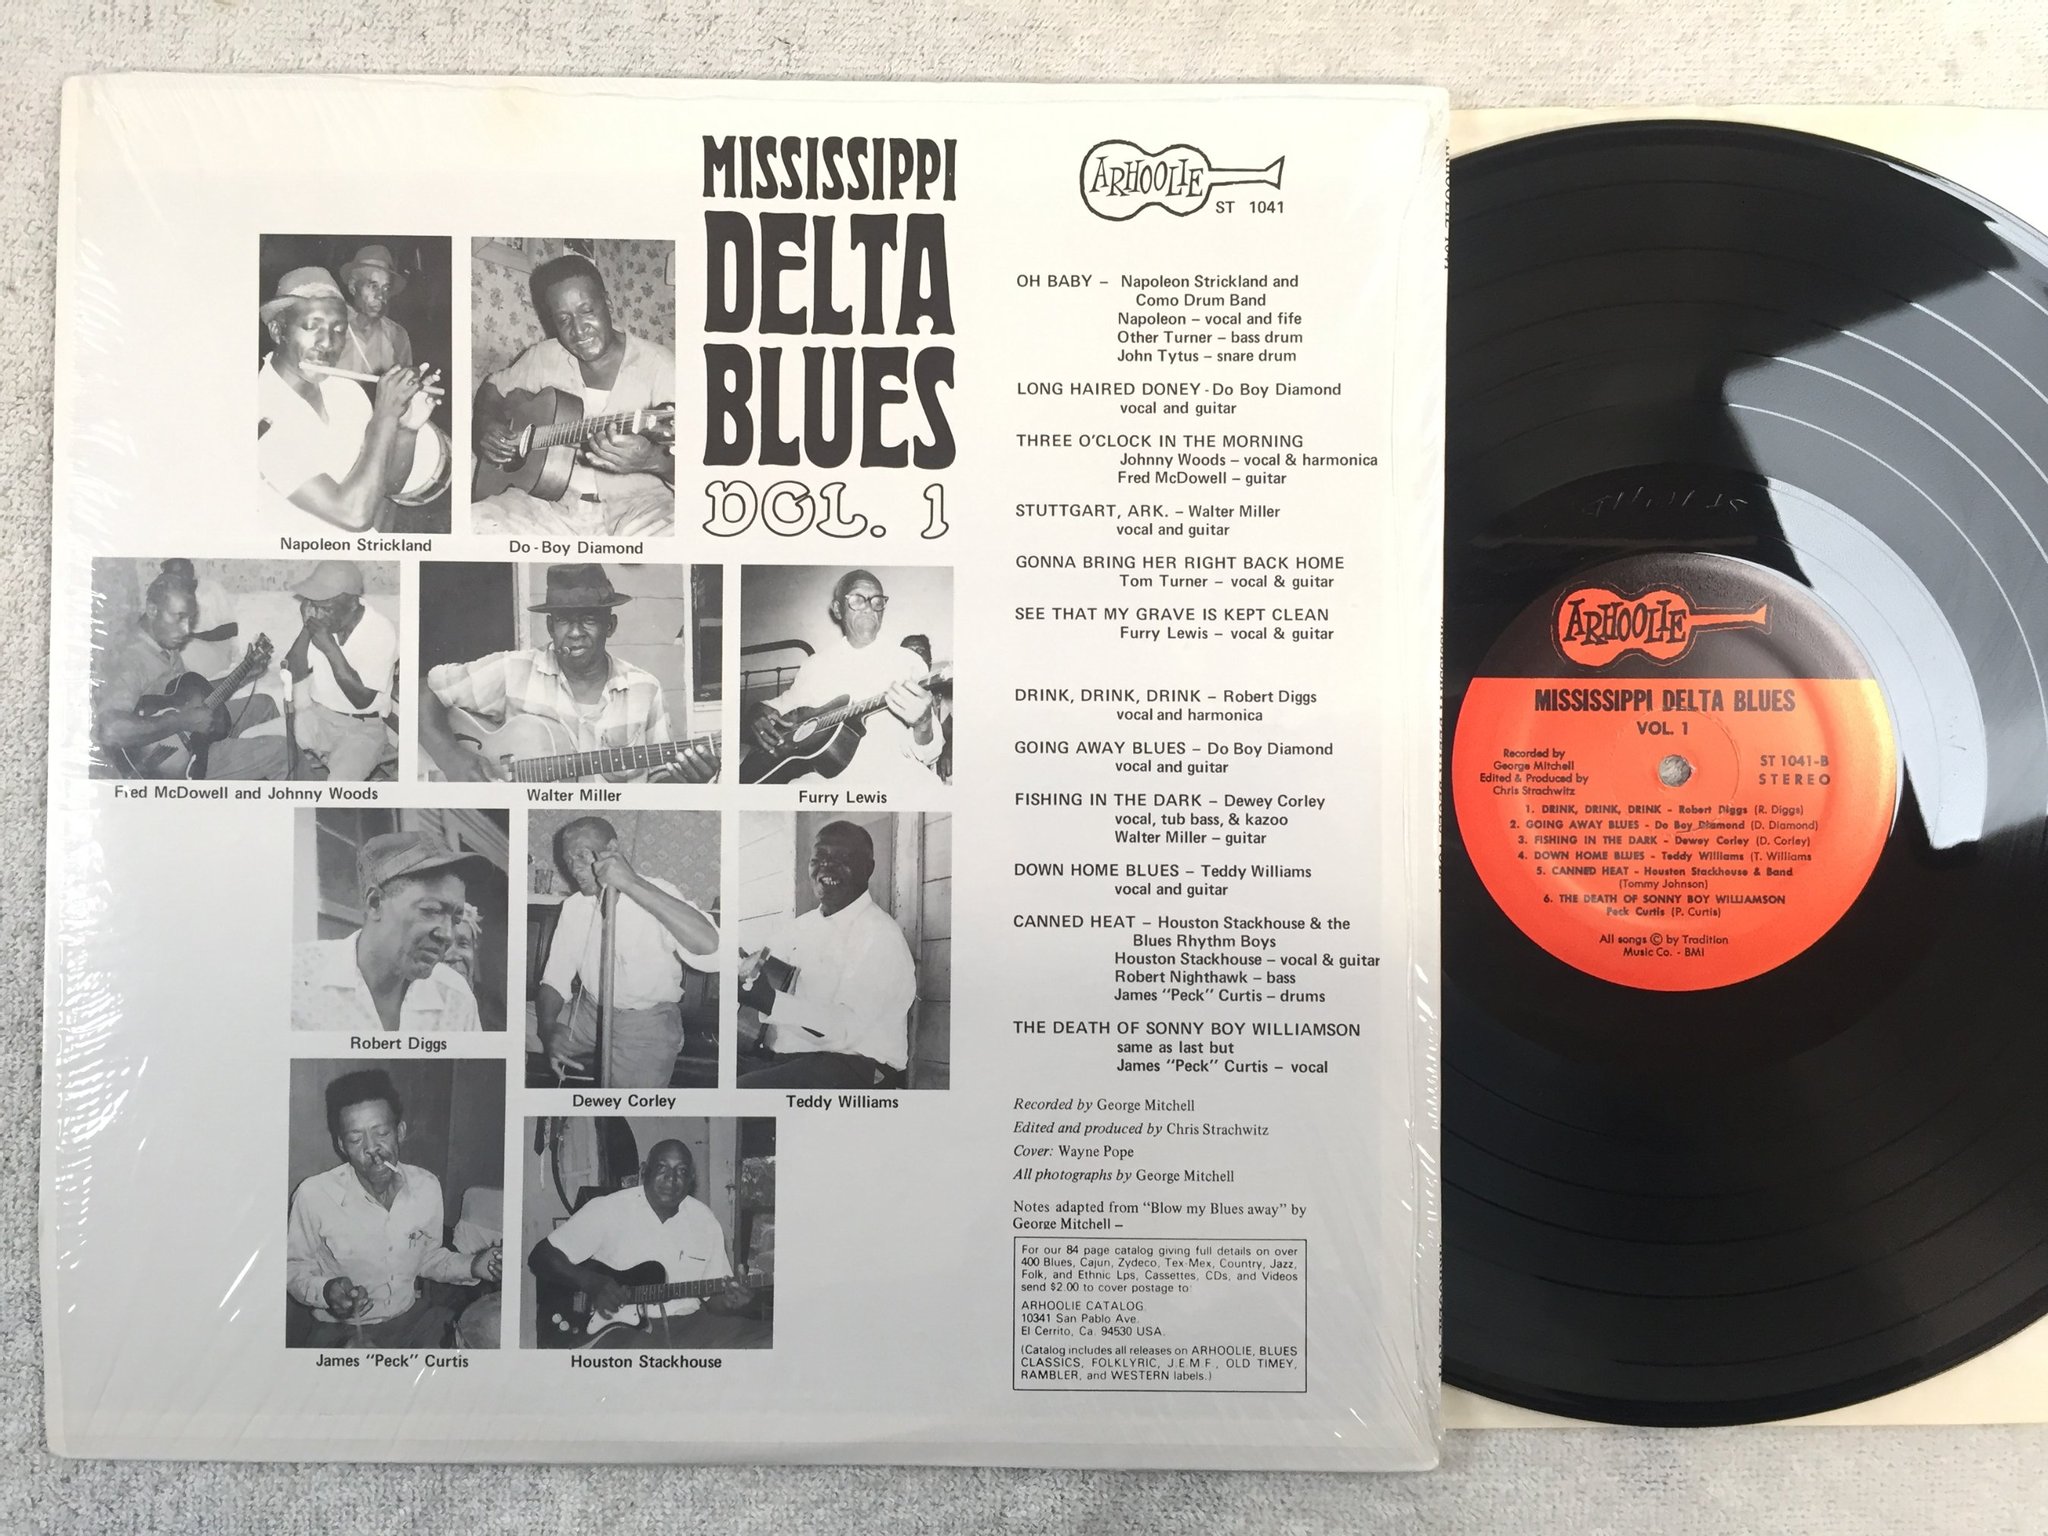 MISSISSIPPI
DELTA
BLUES
VOL. 1
Napoleon Strickland
Do-Boy Diamond
Fred McDowell and Johnny Woods
Walter Miller
Furry Lewis
Robert Diggs
Dewey Corley
Teddy Williams
James "Peck" Curtis
Houston Stackhouse
ARHOOLIE
ST 1041
OH BABY – Napoleon Strickland and
Como Drum Band
Napoleon – vocal and fife
Other Turner – bass drum
John Tytus – snare drum
LONG HAIRED DONEY - Do Boy Diamond
vocal and guitar
THREE O'CLOCK IN THE MORNING
Johnny Woods – vocal & harmonica
Fred McDowell – guitar
STUTTGART, ARK. – Walter Miller
vocal and guitar
GONNA BRING HER RIGHT BACK HOME
Tom Turner – vocal & guitar
SEE THAT MY GRAVE IS KEPT CLEAN
Furry Lewis – vocal & guitar
DRINK, DRINK, DRINK – Robert Diggs
vocal and harmonica
GOING AWAY BLUES – Do Boy Diamond
vocal and guitar
FISHING IN THE DARK – Dewey Corley
vocal, tub bass, & kazoo
Walter Miller – guitar
DOWN HOME BLUES – Teddy Williams
vocal and guitar
CANNED HEAT – Houston Stackhouse & the
Blues Rhythm Boys
Houston Stackhouse – vocal & guitar
Robert Nighthawk – bass
James "Peck" Curtis – drums
THE DEATH OF SONNY BOY WILLIAMSON
same as last but
James "Peck" Curtis – vocal
Recorded by George Mitchell
Edited and produced by Chris Strachwitz
Cover: Wayne Pope
All photographs by George Mitchell
Notes adapted from "Blow my Blues away" by
George Mitchell –
For our 84 page catalog giving full details on over
400 Blues, Cajun, Zydeco, Tex-Mex, Country, Jazz,
Folk, and Ethnic Lps, Cassettes, CDs, and Videos
send $2.00 to cover postage to:
ARHOOLIE CATALOG
10341 San Pablo Ave.
El Cerrito, Ca. 94530 USA.
(Catalog includes all releases on ARHOOLIE, BLUES
CLASSICS, FOLKLYRIC, J.E.M.F., OLD TIMEY,
RAMBLER, and WESTERN labels.)
ARHOOLIE
MISSISSIPPI DELTA BLUES
VOL. 1
Recorded by
George Mitchell
Edited & Produced by
Chris Strachwitz
ST 1041-B
STEREO
1. DRINK, DRINK, DRINK – Robert Diggs (R. Diggs)
2. GOING AWAY BLUES - Do Boy Diamond (D. Diamond)
3. FISHING IN THE DARK - Dewey Corley (D. Corley)
4. DOWN HOME BLUES - Teddy Williams (T. Williams
5. CANNED HEAT - Houston Stackhouse & Band
(Tommy Johnson)
6. THE DEATH OF SONNY BOY WILLIAMSON
Peck Curtis (P. Curtis)
All songs © by Tradition
Music Co. - BMI